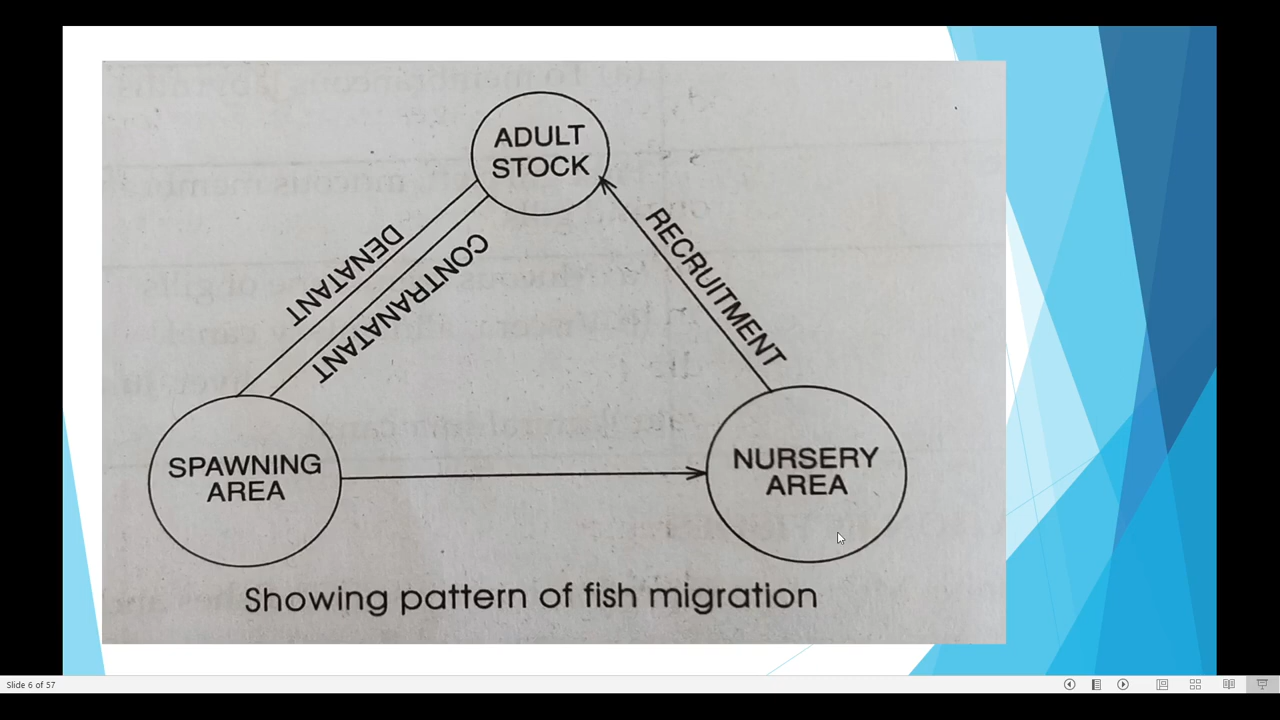 ADULT
STOCK
DENATANT
CONTRANATANT
RECRUITMENT
SPAWNING
AREA
NURSERY
AREA
Showing pattern of fish migration
Slide 6 of 57